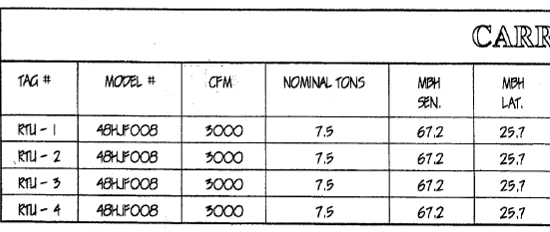 CARR
TAG # MODEL # CFM NOMINAL TONS MBH SEN. MBH LAT.
RTU - 1 48HJF008 3000 7.5 67.2 25.7
RTU - 2 48HJF008 3000 7.5 67.2 25.7
RTU - 3 48HJF008 3000 7.5 67.2 25.7
RTU - 4 48HJF008 3000 7.5 67.2 25.7